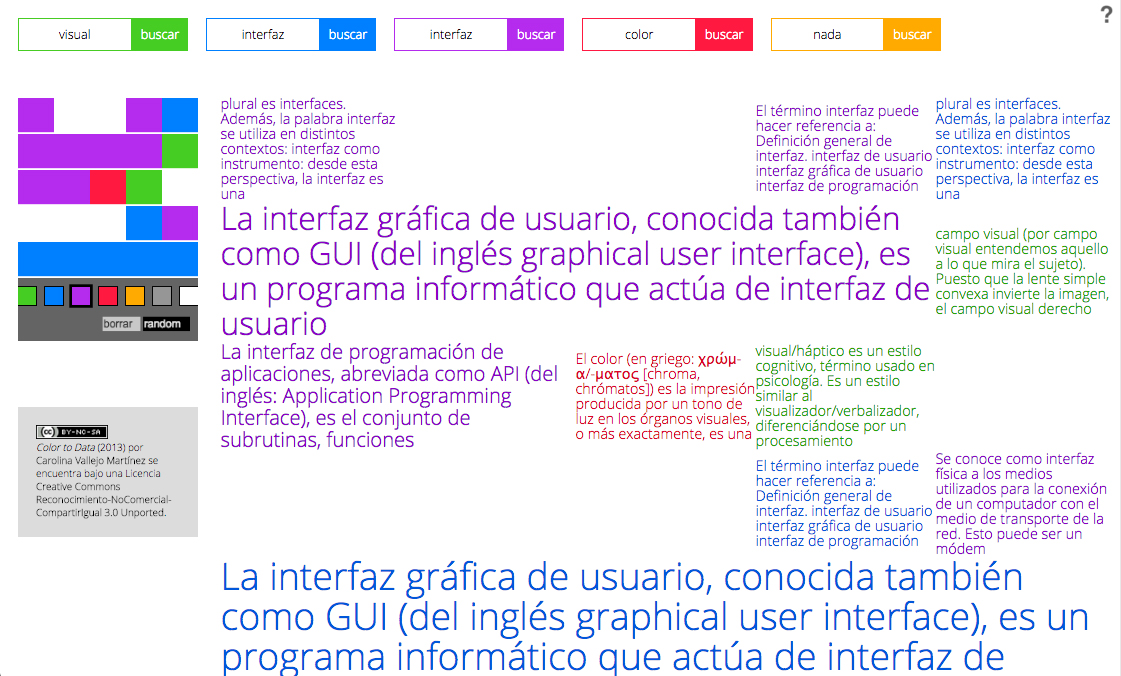 ?
visual buscar interfaz buscar interfaz buscar color buscar nada buscar
plural es interfaces.
Además, la palabra interfaz
se utiliza en distintos
contextos: interfaz como
instrumento: desde esta
perspectiva, la interfaz es
una
El término interfaz puede
hacer referencia a:
Definición general de
interfaz. interfaz de usuario
interfaz gráfica de usuario
interfaz de programación
plural es interfaces.
Además, la palabra interfaz
se utiliza en distintos
contextos: interfaz como
instrumento: desde esta
perspectiva, la interfaz es
una
La interfaz gráfica de usuario, conocida también
como GUI (del inglés graphical user interface), es
un programa informático que actúa de interfaz de
usuario
campo visual (por campo
visual entendemos aquello
a lo que mira el sujeto).
Puesto que la lente simple
convexa invierte la imagen,
el campo visual derecho
borrar random
La interfaz de programación de
aplicaciones, abreviada como API (del
inglés: Application Programming
Interface), es el conjunto de
subrutinas, funciones
El color (en griego: χρώμ-
α/-ματος [chroma,
chrómatos]) es la impresión
producida por un tono de
luz en los órganos visuales,
o más exactamente, es una
visual/háptico es un estilo
cognitivo, término usado en
psicología. Es un estilo
similar al
visualizador/verbalizador,
diferenciándose por un
procesamiento
(cc) BY-NC-SA
Color to Data (2013) por
Carolina Vallejo Martínez se
encuentra bajo una Licencia
Creative Commons
Reconocimiento-NoComercial-
CompartirIgual 3.0 Unported.
El término interfaz puede
hacer referencia a:
Definición general de
interfaz. interfaz de usuario
interfaz gráfica de usuario
interfaz de programación
Se conoce como interfaz
física a los medios
utilizados para la conexión
de un computador con el
medio de transporte de la
red. Esto puede ser un
módem
La interfaz gráfica de usuario, conocida también
como GUI (del inglés graphical user interface), es un
programa informático que actúa de interfaz de